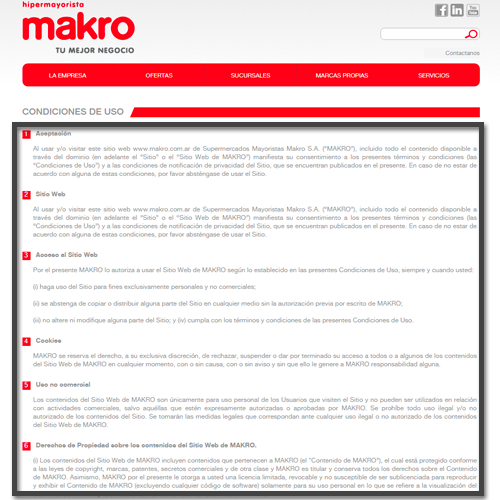 hipermayorista
makro
TU MEJOR NEGOCIO
Contactanos
LA EMPRESA
OFERTAS
SUCURSALES
MARCAS PROPIAS
SERVICIOS
CONDICIONES DE USO
1 Aceptación
Al usar y/o visitar este sitio web www.makro.com.ar de Supermercados Mayoristas Makro S.A. ("MAKRO"), incluido todo el contenido disponible a
través del dominio (en adelante el "Sitio" o el "Sitio Web de MAKRO") manifiesta su consentimiento a los presentes términos y condiciones (las
"Condiciones de Uso") y a las condiciones de notificación de privacidad del Sitio, que se encuentran publicadas en el presente. En caso de no estar de
acuerdo con alguna de estas condiciones, por favor absténgase de usar el Sitio.
2 Sitio Web
Al usar y/o visitar este sitio web www.makro.com.ar de Supermercados Mayoristas Makro S.A. ("MAKRO"), incluido todo el contenido disponible a
través del dominio (en adelante el "Sitio" o el "Sitio Web de MAKRO") manifiesta su consentimiento a los presentes términos y condiciones (las
"Condiciones de Uso") y a las condiciones de notificación de privacidad del Sitio, que se encuentran publicadas en el presente. En caso de no estar de
acuerdo con alguna de estas condiciones, por favor absténgase de usar el Sitio.
3 Acceso al Sitio Web
Por el presente MAKRO lo autoriza a usar el Sitio Web de MAKRO según lo establecido en las presentes Condiciones de Uso, siempre y cuando usted:
(i) haga uso del Sitio para fines exclusivamente personales y no comerciales;
(ii) se abstenga de copiar o distribuir alguna parte del Sitio en cualquier medio sin la autorización previa por escrito de MAKRO;
(iii) no altere ni modifique alguna parte del Sitio; y (iv) cumpla con los términos y condiciones de las presentes Condiciones de Uso.
4 Cookies
MAKRO se reserva el derecho, a su exclusiva discreción, de rechazar, suspender o dar por terminado su acceso a todos o a algunos de los contenidos
del Sitio Web de MAKRO en cualquier momento, con o sin causa, con o sin aviso y sin que ello le genere a MAKRO responsabilidad alguna.
5 Uso no comercial
Los contenidos del Sitio Web de MAKRO son únicamente para uso personal de los Usuarios que visiten el Sitio y no pueden ser utilizados en
relación con actividades comerciales, salvo aquéllas que estén expresamente autorizadas o aprobadas por MAKRO. Se prohíbe todo uso ilegal y/o no
autorizado de los contenidos del Sitio. Se tomarán las medidas legales que correspondan ante cualquier uso ilegal o no autorizado de los contenidos
del Sitio Web de MAKRO.
6 Derechos de Propiedad sobre los contenidos del Sitio Web de MAKRO.
(i) Los contenidos del Sitio Web de MAKRO incluyen contenidos que pertenecen a MAKRO (el "Contenido de MAKRO"), el cual está protegido conforme
a las leyes de copyright, marcas, patentes, secretos comerciales y de otra clase y MAKRO es titular y conserva todos los derechos sobre el Contenido
de MAKRO. Asimismo, MAKRO por el presente le otorga a usted una licencia limitada, revocable y no susceptible de ser sublicenciada para reproducir
y exhibir el Contenido de MAKRO (excluyendo cualquier código de software) solamente para su uso personal en lo que se refiere a la visualización del